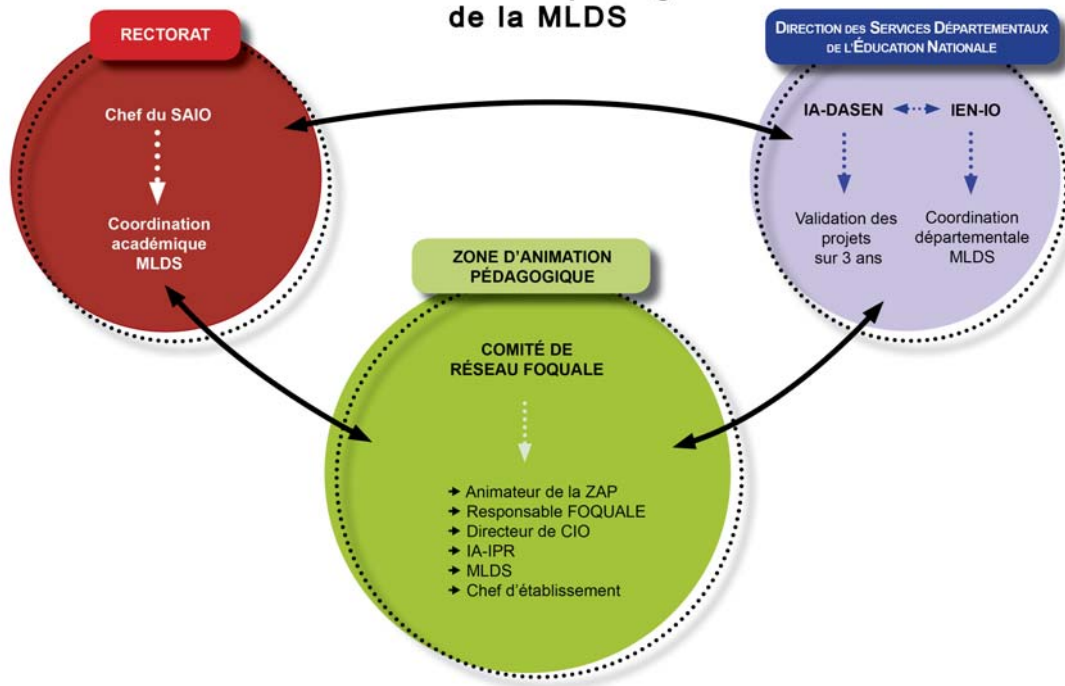 de la MLDS
RECTORAT
Chef du SAIO
Coordination
académique
MLDS
DIRECTION DES SERVICES DÉPARTEMENTAUX
DE L'ÉDUCATION NATIONALE
IA-DASEN
IEN-IO
Validation des
projets
sur 3 ans
Coordination
départementale
MLDS
ZONE D'ANIMATION
PÉDAGOGIQUE
COMITÉ DE
RÉSEAU FOQUALE
Animateur de la ZAP
Responsable FOQUALE
Directeur de CIO
IA-IPR
MLDS
Chef d'établissement